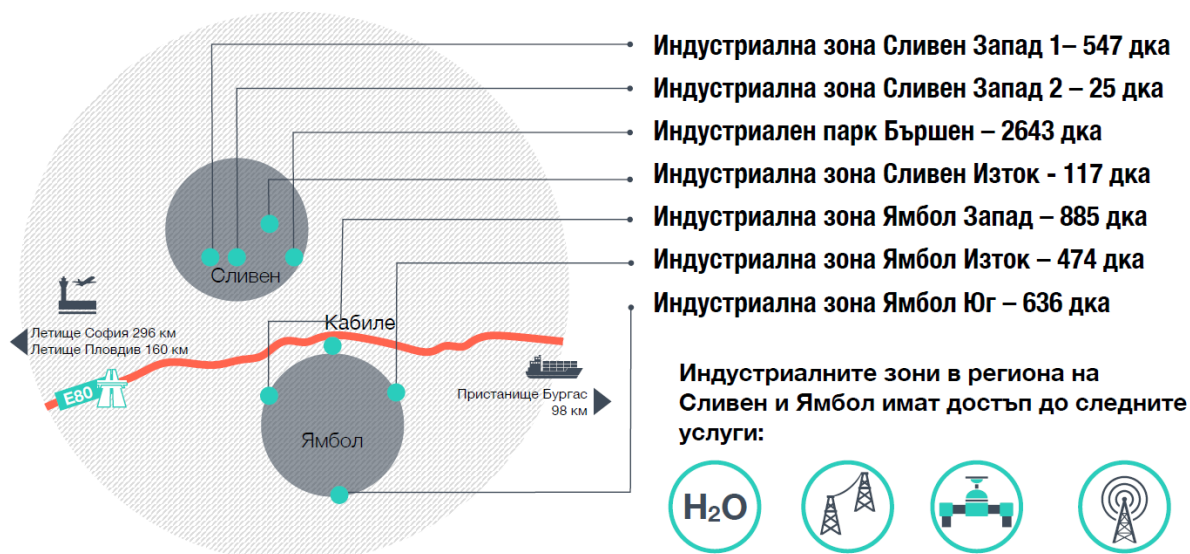 Индустриална зона Сливен Запад 1– 547 дка
Индустриална зона Сливен Запад 2 – 25 дка
Индустриален парк Бършен – 2643 дка
Индустриална зона Сливен Изток - 117 дка
Индустриална зона Ямбол Запад – 885 дка
Индустриална зона Ямбол Изток – 474 дка
Индустриална зона Ямбол Юг – 636 дка
Сливен
Кабиле
Летище София 296 км
Летище Пловдив 160 км
E80
Пристанище Бургас
98 км
Ямбол
Индустриалните зони в региона на
Сливен и Ямбол имат достъп до следните
услуги:
H₂O